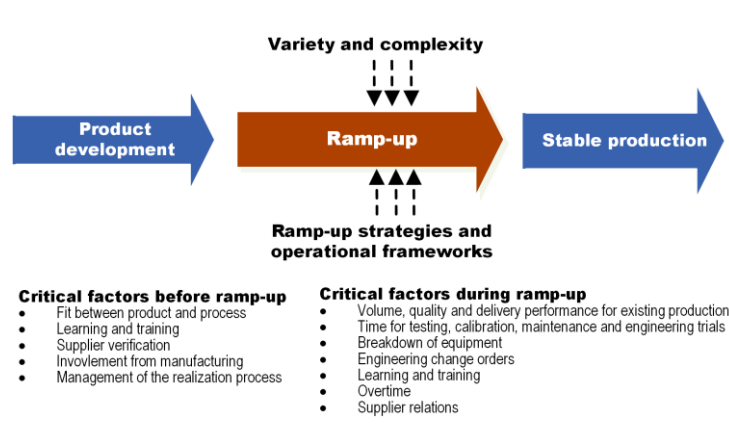 Variety and complexity
Product
development
Ramp-up
Stable production
Ramp-up strategies and
operational frameworks
Critical factors before ramp-up
• Fit between product and process
• Learning and training
• Supplier verification
• Invovlement from manufacturing
• Management of the realization process
Critical factors during ramp-up
• Volume, quality and delivery performance for existing production
• Time for testing, calibration, maintenance and engineering trials
• Breakdown of equipment
• Engineering change orders
• Learning and training
• Overtime
• Supplier relations